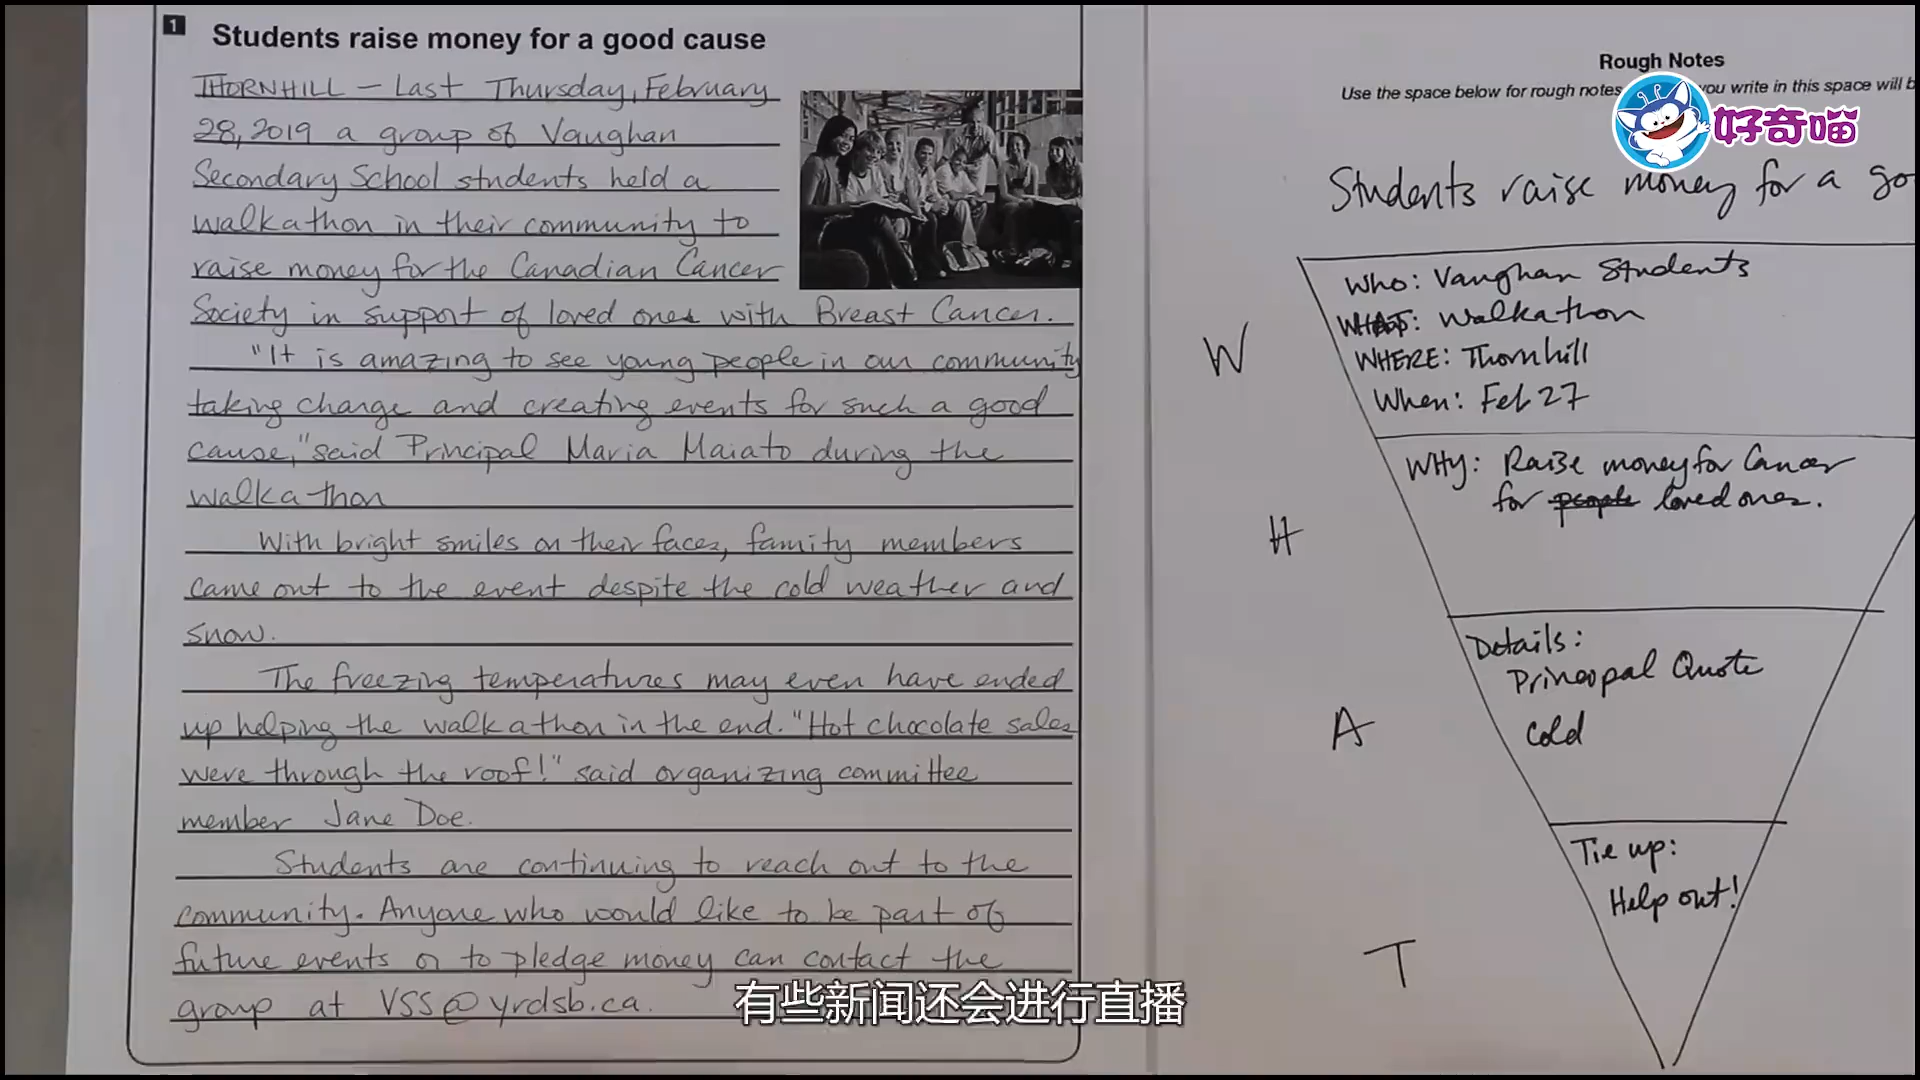 1 Students raise money for a good cause
THORNHILL – Last Thursday, February
28, 2019 a group of Vaughan
Secondary School students held a
walkathon in their community to
raise money for the Canadian Cancer
Society in support of loved ones with Breast Cancer.
"It is amazing to see young people in our community
taking charge and creating events for such a good
cause," said Principal Maria Maiato during the
walkathon
With bright smiles on their faces, family members
came out to the event despite the cold weather and
snow.
The freezing temperatures may even have ended
up helping the walkathon in the end. "Hot chocolate sales
were through the roof!" said organizing committee
member Jane Doe.
Students are continuing to reach out to the
community. Anyone who would like to be part of
future events or to pledge money can contact the
group at VSS@yrdsb.ca.
Rough Notes
Use the space below for rough notes. you write in this space will b
好奇喵
Students raise money for a go
W
Who: Vaughan Students
WHAT: Walkathon
WHERE: Thornhill
When: Feb 27
H
WHY: Raise money for Cancer
for people loved ones.
A
Details:
Principal Quote
Cold
T
Tie up:
Help out!
有些新闻还会进行直播